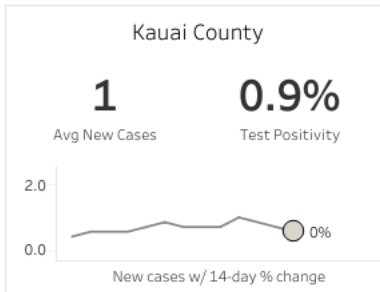 Kauai County
1 0.9%
Avg New Cases Test Positivity
2.0
0%
0.0
New cases w/ 14-day % change